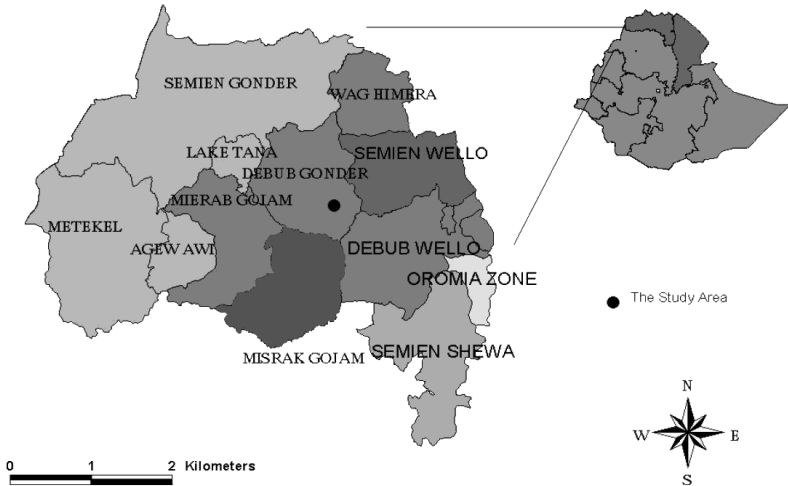 SEMIEN GONDER
WAG HIMERA
LAKE TANA
SEMIEN WELLO
DEBUB GONDER
MIERAB GOJAM
METEKEL
AGEW AWI
DEBUB WELLO
OROMIA ZONE
The Study Area
MISRAK GOJAM
SEMIEN SHEWA
N
W
E
S
0 1 2 Kilometers